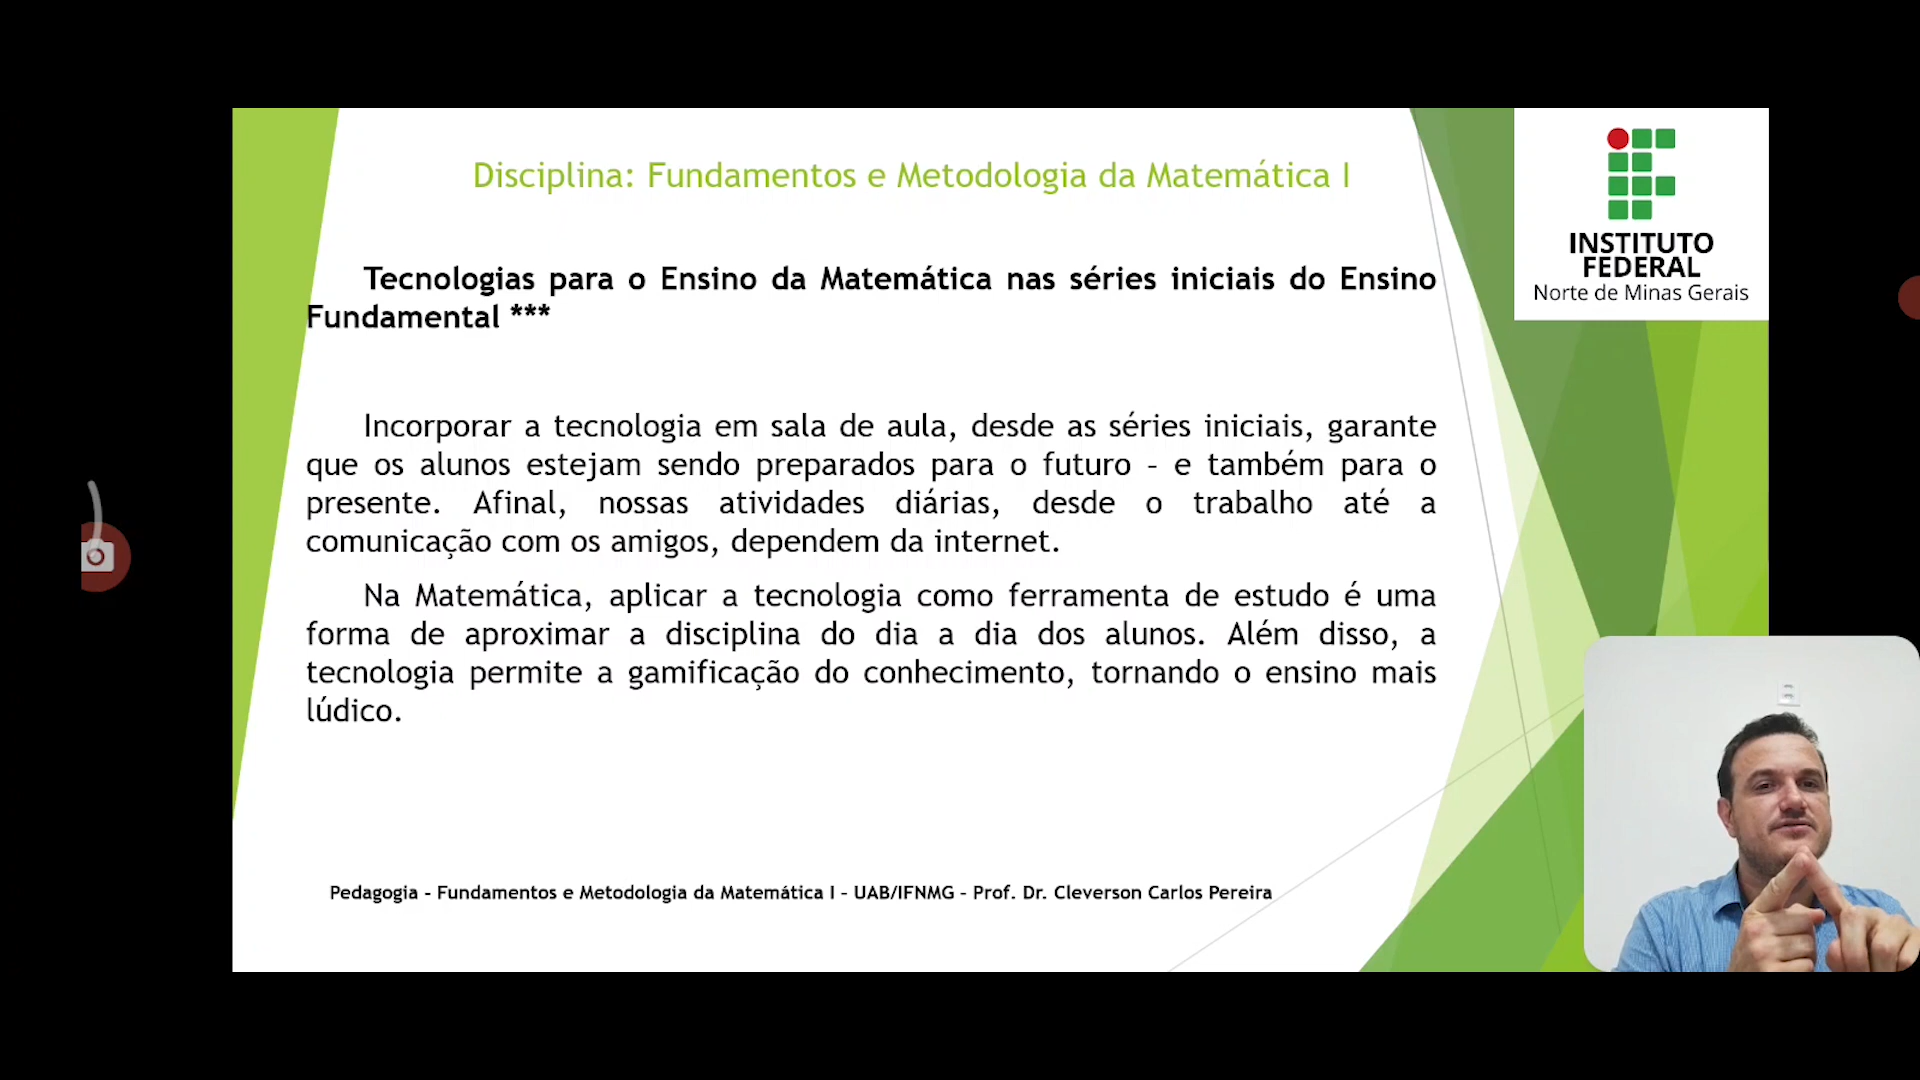 Disciplina: Fundamentos e Metodologia da Matemática I
INSTITUTO
FEDERAL
Norte de Minas Gerais
Tecnologias para o Ensino da Matemática nas séries iniciais do Ensino
Fundamental ***
Incorporar a tecnologia em sala de aula, desde as séries iniciais, garante
que os alunos estejam sendo preparados para o futuro – e também para o
presente. Afinal, nossas atividades diárias, desde o trabalho até a
comunicação com os amigos, dependem da internet.
Na Matemática, aplicar a tecnologia como ferramenta de estudo é uma
forma de aproximar a disciplina do dia a dia dos alunos. Além disso, a
tecnologia permite a gamificação do conhecimento, tornando o ensino mais
lúdico.
Pedagogia – Fundamentos e Metodologia da Matemática I – UAB/IFNMG – Prof. Dr. Cleverson Carlos Pereira